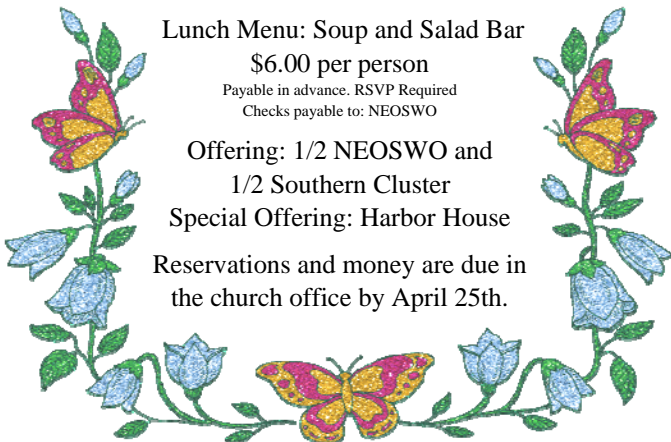 Lunch Menu: Soup and Salad Bar
$6.00 per person
Payable in advance. RSVP Required
Checks payable to: NEOSWO
Offering: 1/2 NEOSWO and
1/2 Southern Cluster
Special Offering: Harbor House
Reservations and money are due in
the church office by April 25th.